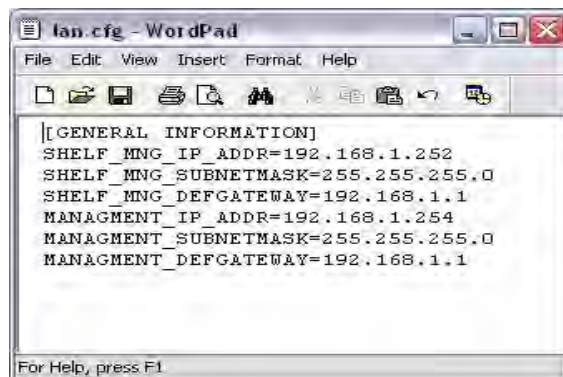 lan.cfg - WordPad
File Edit View Insert Format Help
[GENERAL INFORMATION]
SHELF_MNG_IP_ADDR=192.168.1.252
SHELF_MNG_SUBNETMASK=255.255.255.0
SHELF_MNG_DEFGATEWAY=192.168.1.1
MANAGMENT_IP_ADDR=192.168.1.254
MANAGMENT_SUBNETMASK=255.255.255.0
MANAGMENT_DEFGATEWAY=192.168.1.1
For Help, press F1